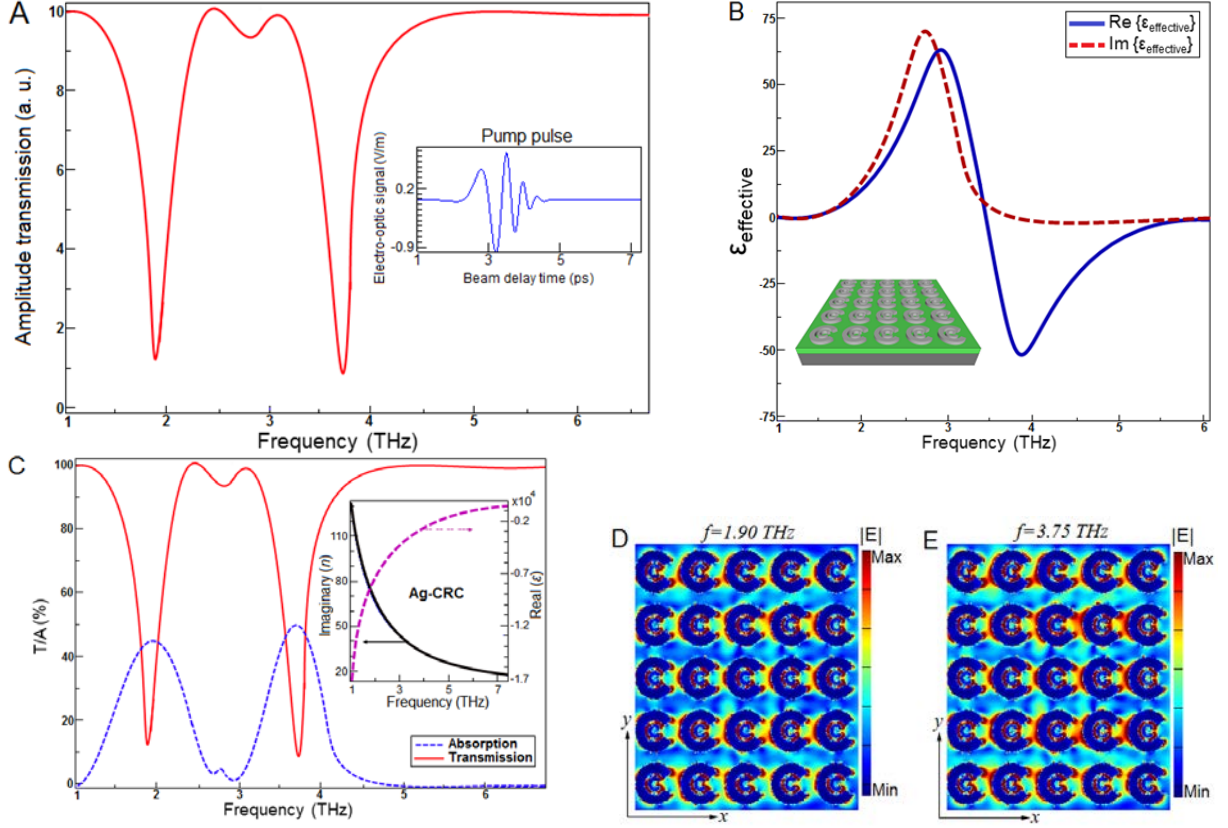 A
Amplitude transmission (a. u.)
10
8
6
4
2
0
1 2 3 4 5 6
Frequency (THz)
Pump pulse
Electro-optic signal (V/m)
0.2
-0.9
1 3 5 7
Beam delay time (ps)
B
Re {ε effective}
Im {ε effective}
ε effective
75
50
25
0
-25
-50
-75
1 2 3 4 5 6
Frequency (THz)
C
T/A (%)
100
80
60
40
20
0
1 2 3 4 5 6
Frequency (THz)
Absorption
Transmission
Imaginary (n)
110
80
50
20
1 3 5 7
Frequency (THz)
Ag-CRC
x10^4
-0.2
-0.7
-1.2
-1.7
Real (ε)
D
f=1.90 THz
|E|
Max
Min
y
x
E
f=3.75 THz
|E|
Max
Min
y
x